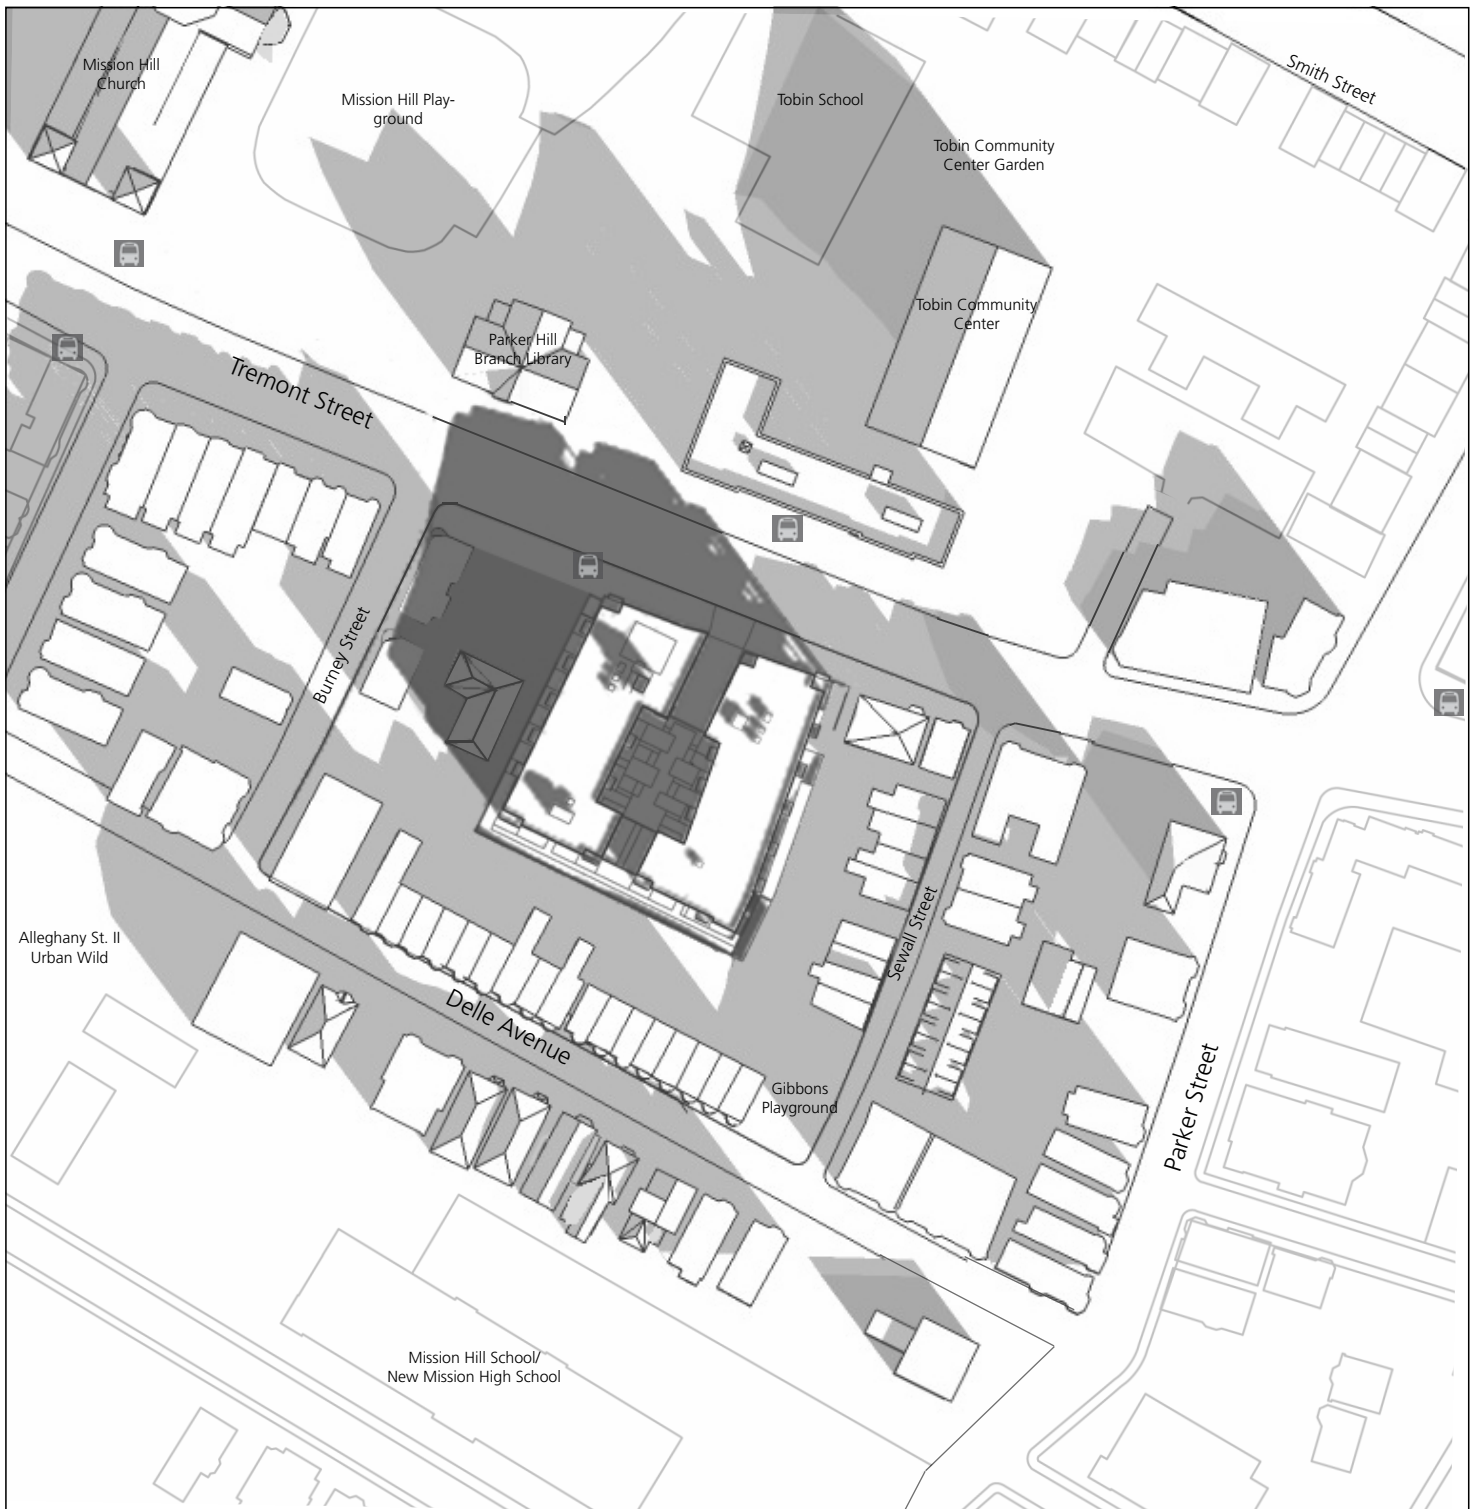 Mission Hill
Church
Mission Hill Play-
ground
Tobin School
Smith Street
Tobin Community
Center Garden
Tobin Community
Center
Parker Hill
Branch Library
Tremont Street
Burney Street
Sewall Street
Alleghany St. II
Urban Wild
Delle Avenue
Gibbons
Playground
Parker Street
Mission Hill School/
New Mission High School